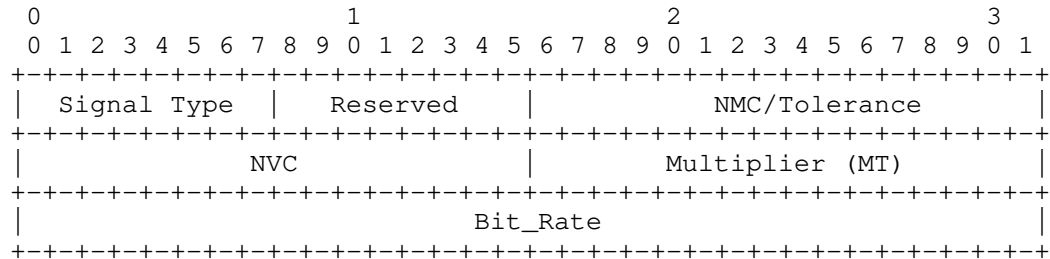 0                   1                   2                   3
0 1 2 3 4 5 6 7 8 9 0 1 2 3 4 5 6 7 8 9 0 1 2 3 4 5 6 7 8 9 0 1
+-+-+-+-+-+-+-+-+-+-+-+-+-+-+-+-+-+-+-+-+-+-+-+-+-+-+-+-+-+-+-+-+
|  Signal Type  |   Reserved    |         NMC/Tolerance         |
+-+-+-+-+-+-+-+-+-+-+-+-+-+-+-+-+-+-+-+-+-+-+-+-+-+-+-+-+-+-+-+-+
|              NVC              |        Multiplier (MT)        |
+-+-+-+-+-+-+-+-+-+-+-+-+-+-+-+-+-+-+-+-+-+-+-+-+-+-+-+-+-+-+-+-+
|                            Bit_Rate                           |
+-+-+-+-+-+-+-+-+-+-+-+-+-+-+-+-+-+-+-+-+-+-+-+-+-+-+-+-+-+-+-+-+